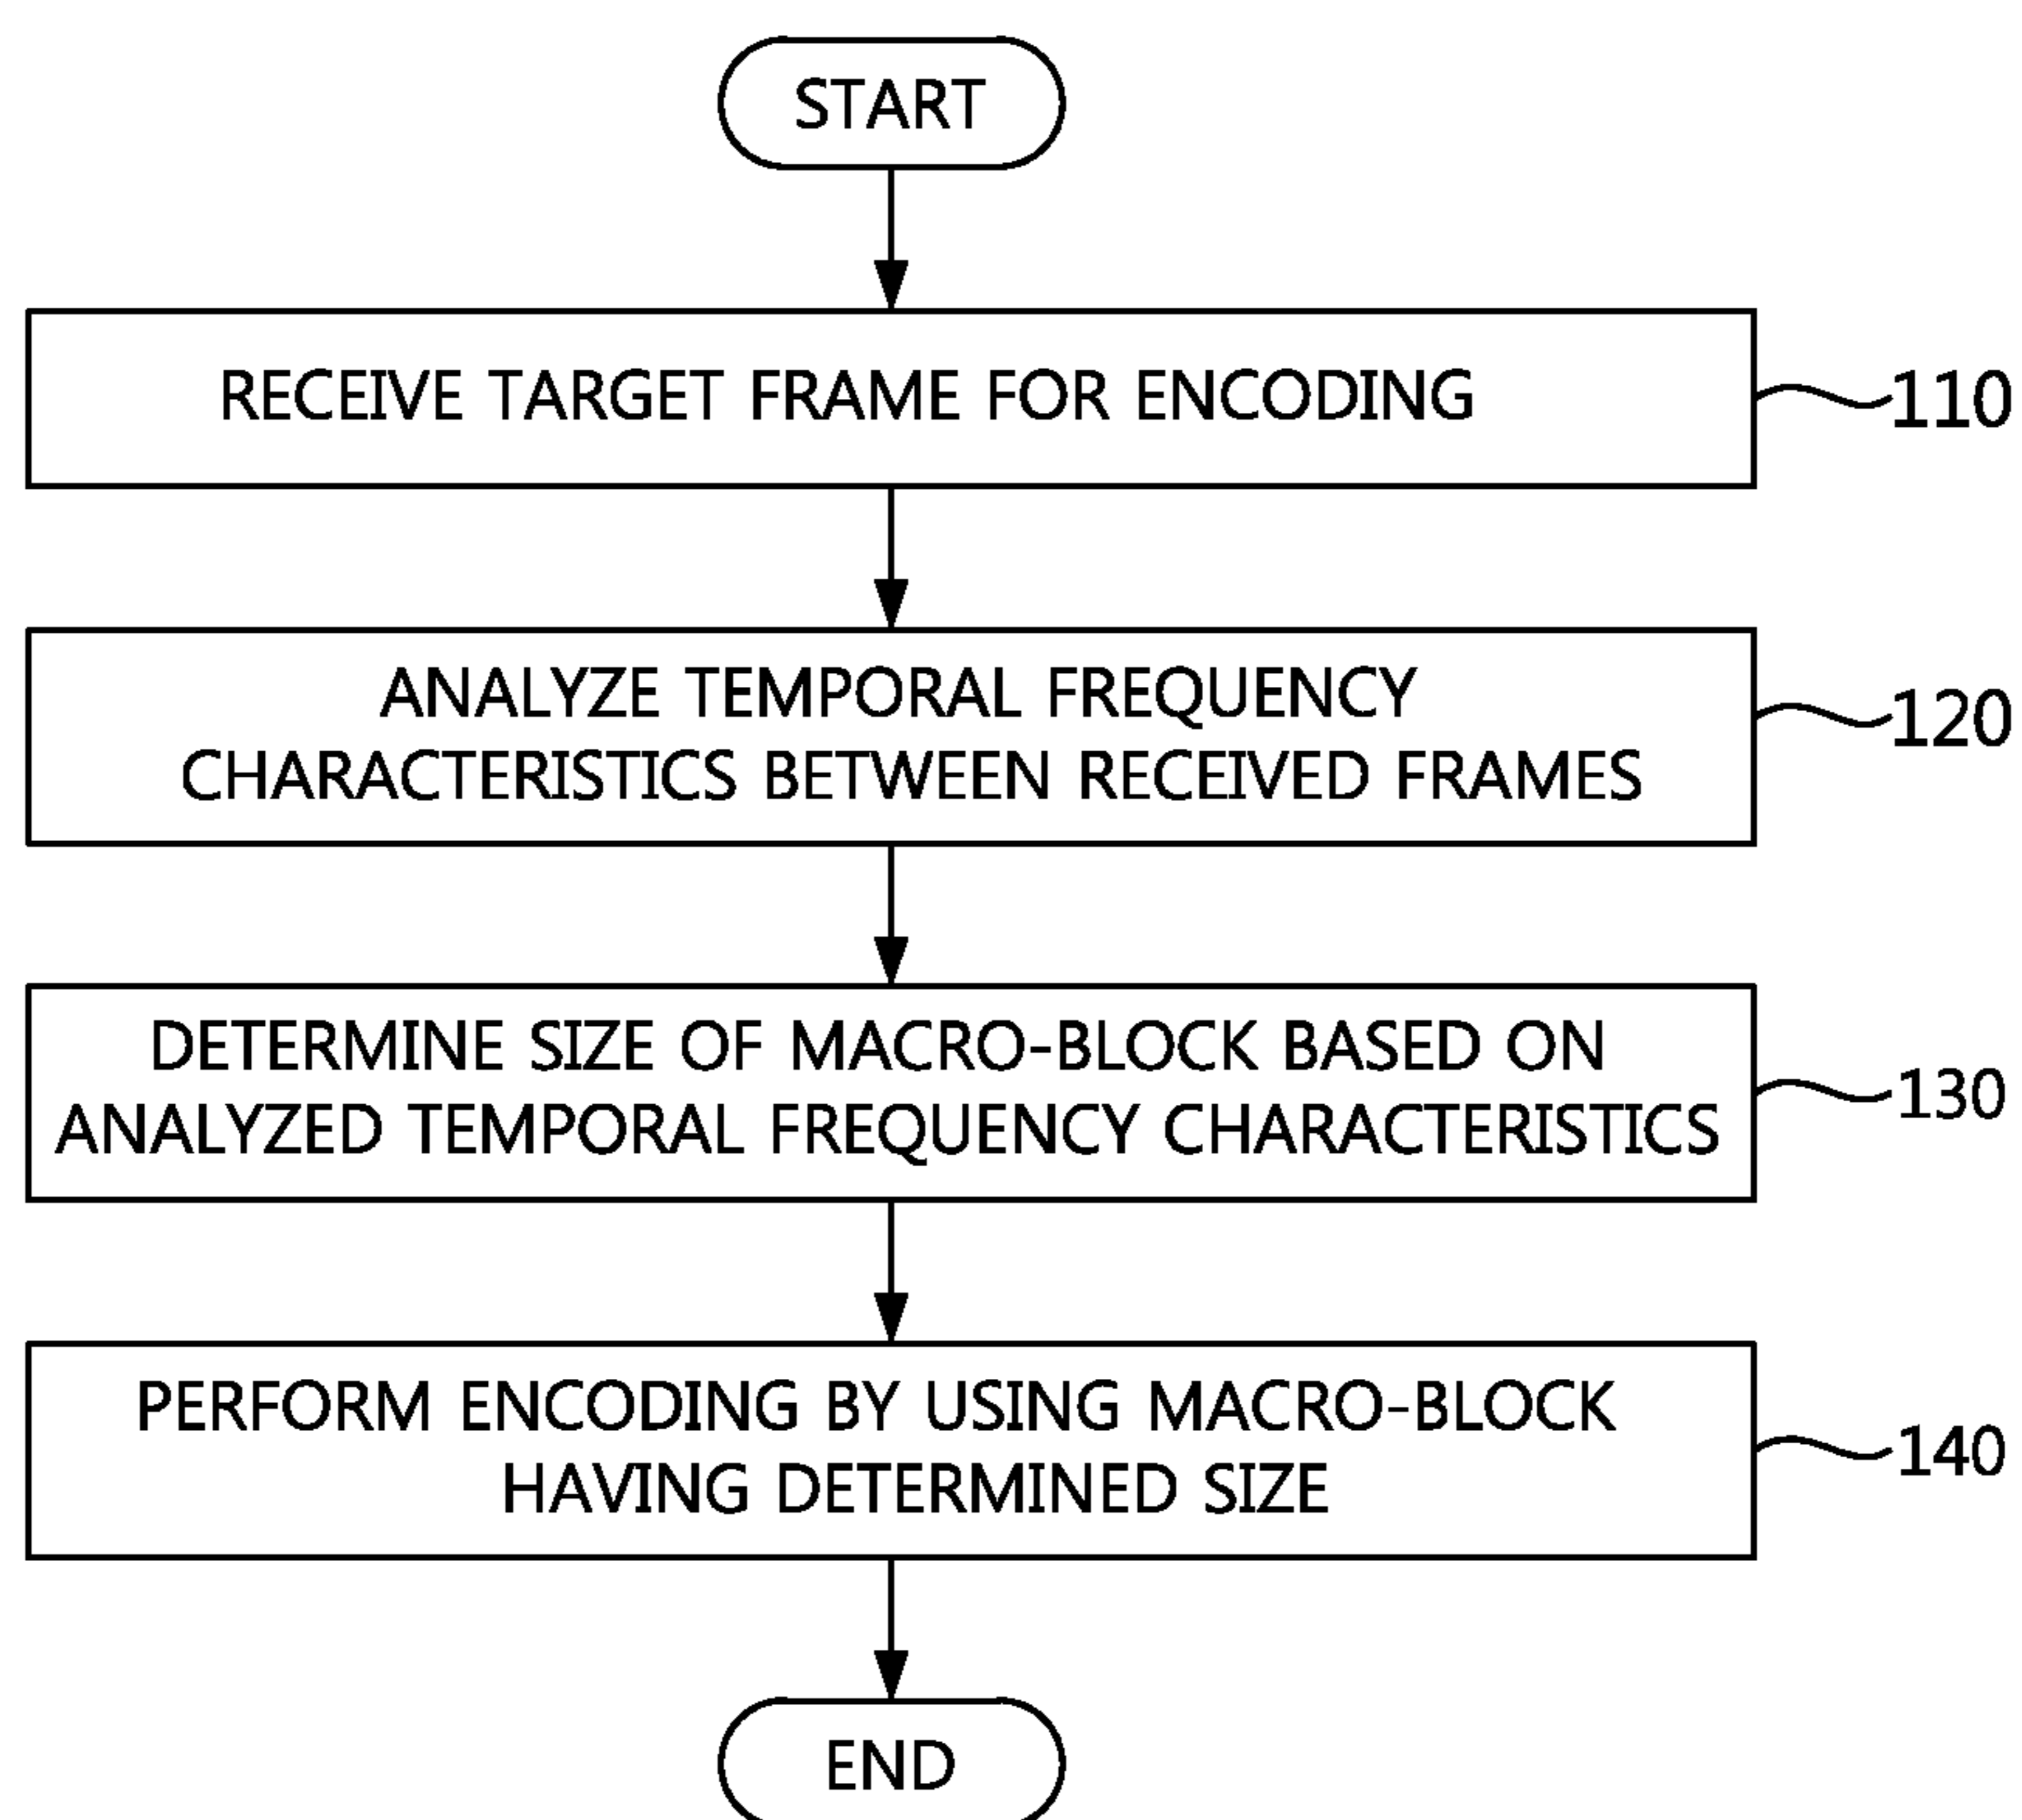 START
RECEIVE TARGET FRAME FOR ENCODING
110
ANALYZE TEMPORAL FREQUENCY
CHARACTERISTICS BETWEEN RECEIVED FRAMES
120
DETERMINE SIZE OF MACRO-BLOCK BASED ON
ANALYZED TEMPORAL FREQUENCY CHARACTERISTICS
130
PERFORM ENCODING BY USING MACRO-BLOCK
HAVING DETERMINED SIZE
140
END